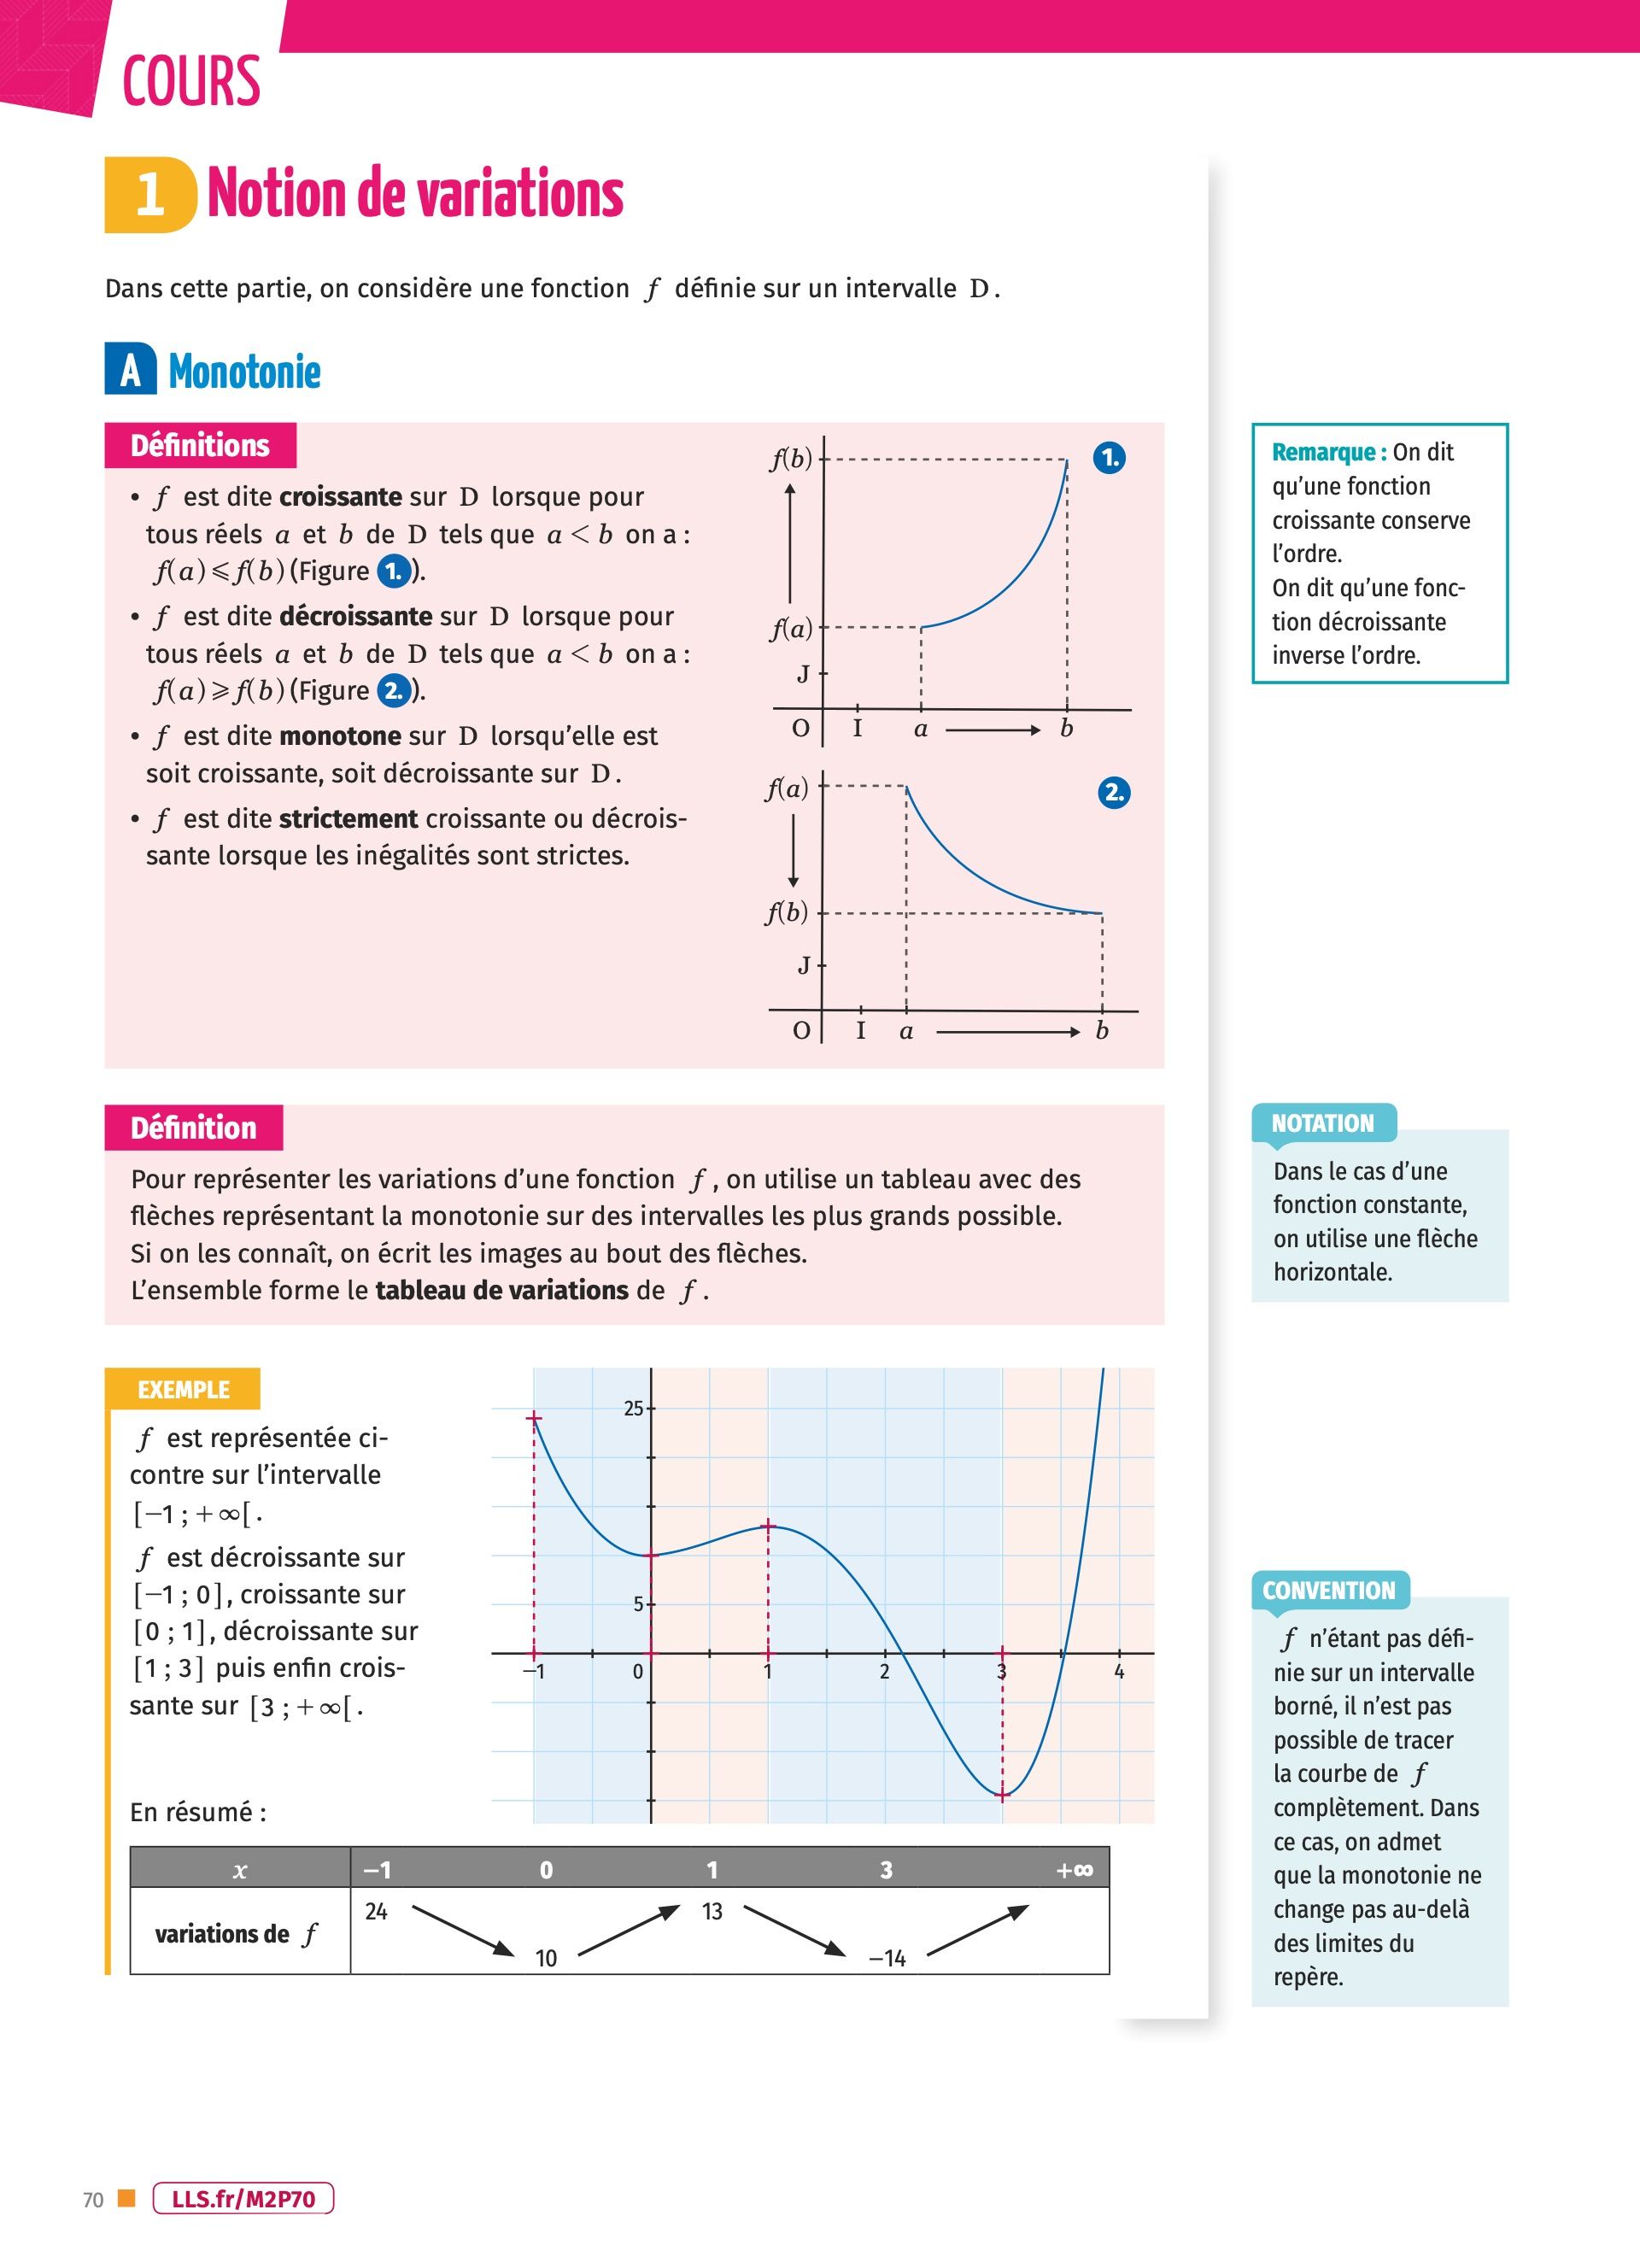 COURS
1 Notion de variations
Dans cette partie, on considère une fonction f définie sur un intervalle D.
A Monotonie
Définitions
• f est dite croissante sur D lorsque pour
tous réels a et b de D tels que a < b on a :
f(a) ⩽ f(b) (Figure 1.).
• f est dite décroissante sur D lorsque pour
tous réels a et b de D tels que a < b on a :
f(a) ⩾ f(b) (Figure 2.).
• f est dite monotone sur D lorsqu’elle est
soit croissante, soit décroissante sur D.
• f est dite strictement croissante ou décrois-
sante lorsque les inégalités sont strictes.
f(b)
1.
f(a)
J
O I a b
f(a)
2.
f(b)
J
O I a b
Remarque : On dit
qu’une fonction
croissante conserve
l’ordre.
On dit qu’une fonc-
tion décroissante
inverse l’ordre.
Définition
Pour représenter les variations d’une fonction f, on utilise un tableau avec des
flèches représentant la monotonie sur des intervalles les plus grands possible.
Si on les connaît, on écrit les images au bout des flèches.
L’ensemble forme le tableau de variations de f.
NOTATION
Dans le cas d’une
fonction constante,
on utilise une flèche
horizontale.
EXEMPLE
f est représentée ci-
contre sur l’intervalle
[−1 ; +∞[.
f est décroissante sur
[−1 ; 0], croissante sur
[0 ; 1], décroissante sur
[1 ; 3] puis enfin crois-
sante sur [3 ; +∞[.
25
5
−1 0 1 2 3 4
En résumé :
x −1 0 1 3 +∞
24 13
variations de f
10 −14
CONVENTION
f n’étant pas défi-
nie sur un intervalle
borné, il n’est pas
possible de tracer
la courbe de f
complètement. Dans
ce cas, on admet
que la monotonie ne
change pas au-delà
des limites du
repère.
70 LLS.fr/M2P70